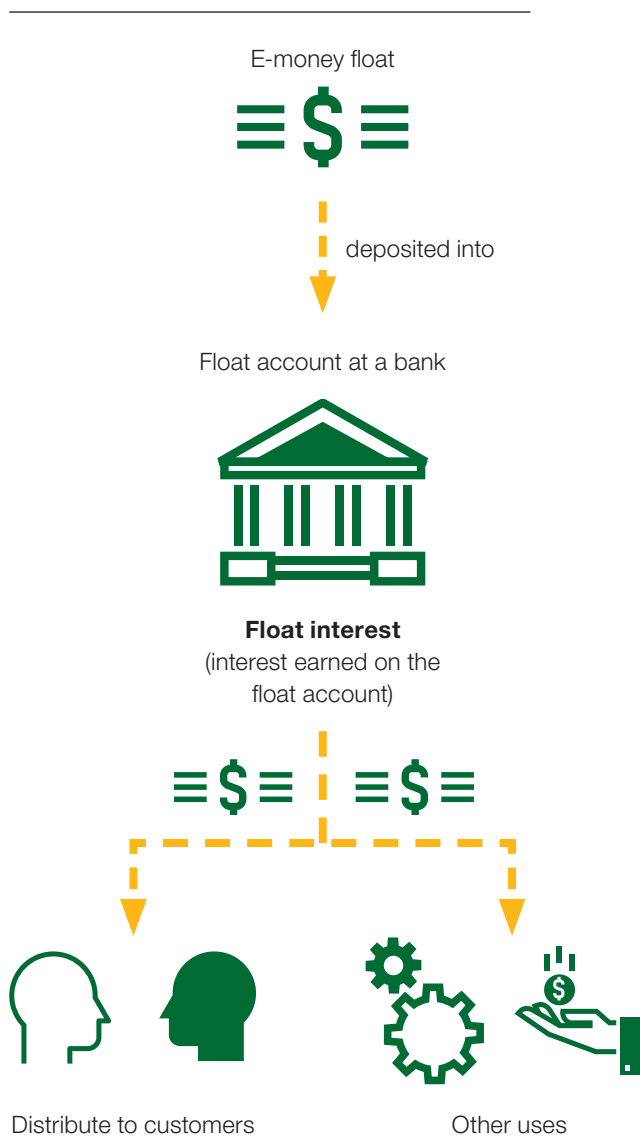 E-money float
$
deposited into
Float account at a bank
Float interest
(interest earned on the
float account)
$ $
$
Distribute to customers Other uses